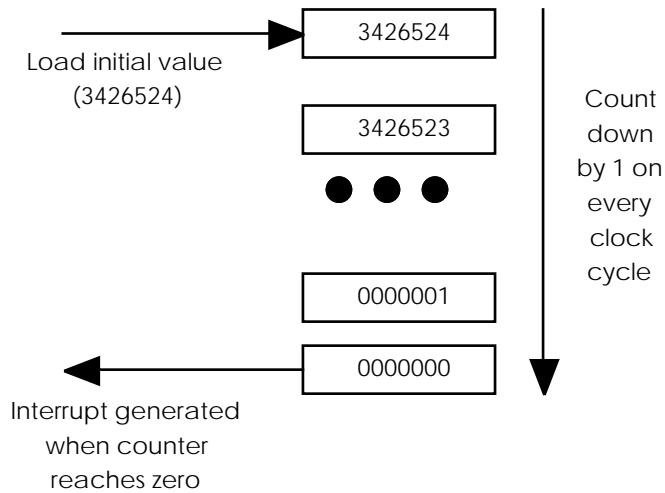 3426524
Load initial value
(3426524)
3426523
Count
down
by 1 on
every
clock
cycle
0000001
0000000
Interrupt generated
when counter
reaches zero